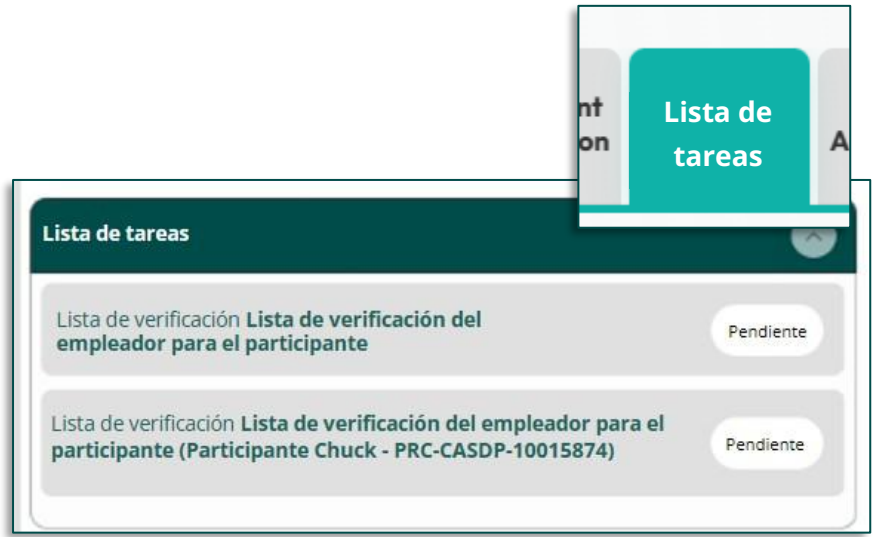 nt
on
Lista de
tareas
A
Lista de tareas
Lista de verificación Lista de verificación del
empleador para el participante
Pendiente
Lista de verificación Lista de verificación del empleador para el
participante (Participante Chuck - PRC-CASDP-10015874)
Pendiente